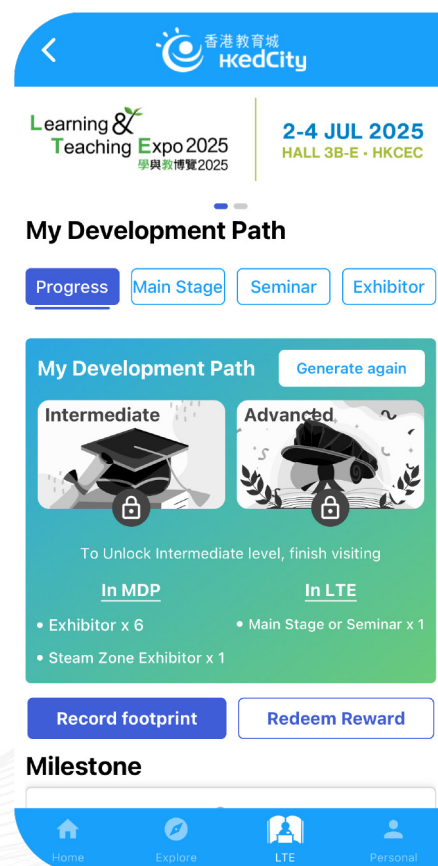 香港教育城
HKedCity
Learning &
Teaching Expo 2025
學與教博覽2025
2-4 JUL 2025
HALL 3B-E • HKCEC
My Development Path
Progress
Main Stage
Seminar
Exhibitor
My Development Path
Generate again
Intermediate
Advanced
To Unlock Intermediate level, finish visiting
In MDP
In LTE
• Exhibitor x 6
• Main Stage or Seminar x 1
• Steam Zone Exhibitor x 1
Record footprint
Redeem Reward
Milestone
Home
Explore
LTE
Personal